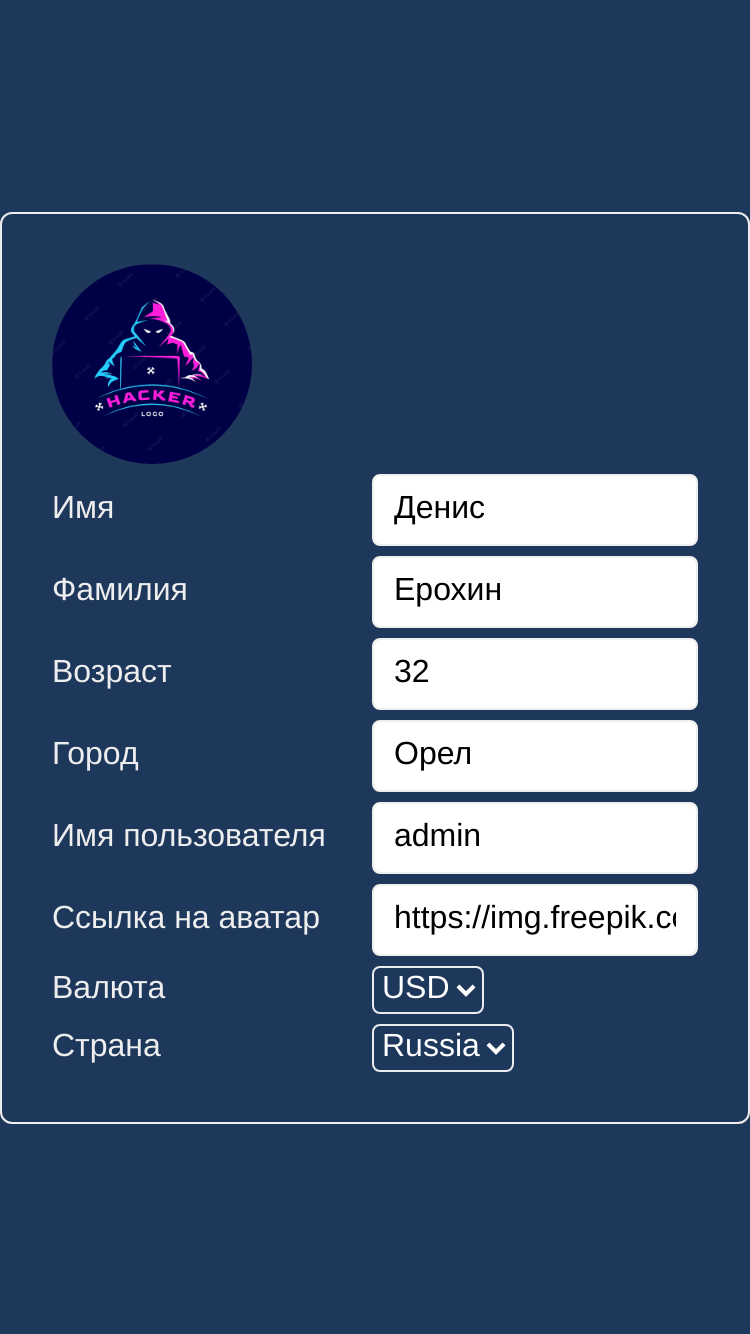 HACKER
LOGO
Имя Денис
Фамилия Ерохин
Возраст 32
Город Орел
Имя пользователя admin
Ссылка на аватар https://img.freepik.co
Валюта USD
Страна Russia